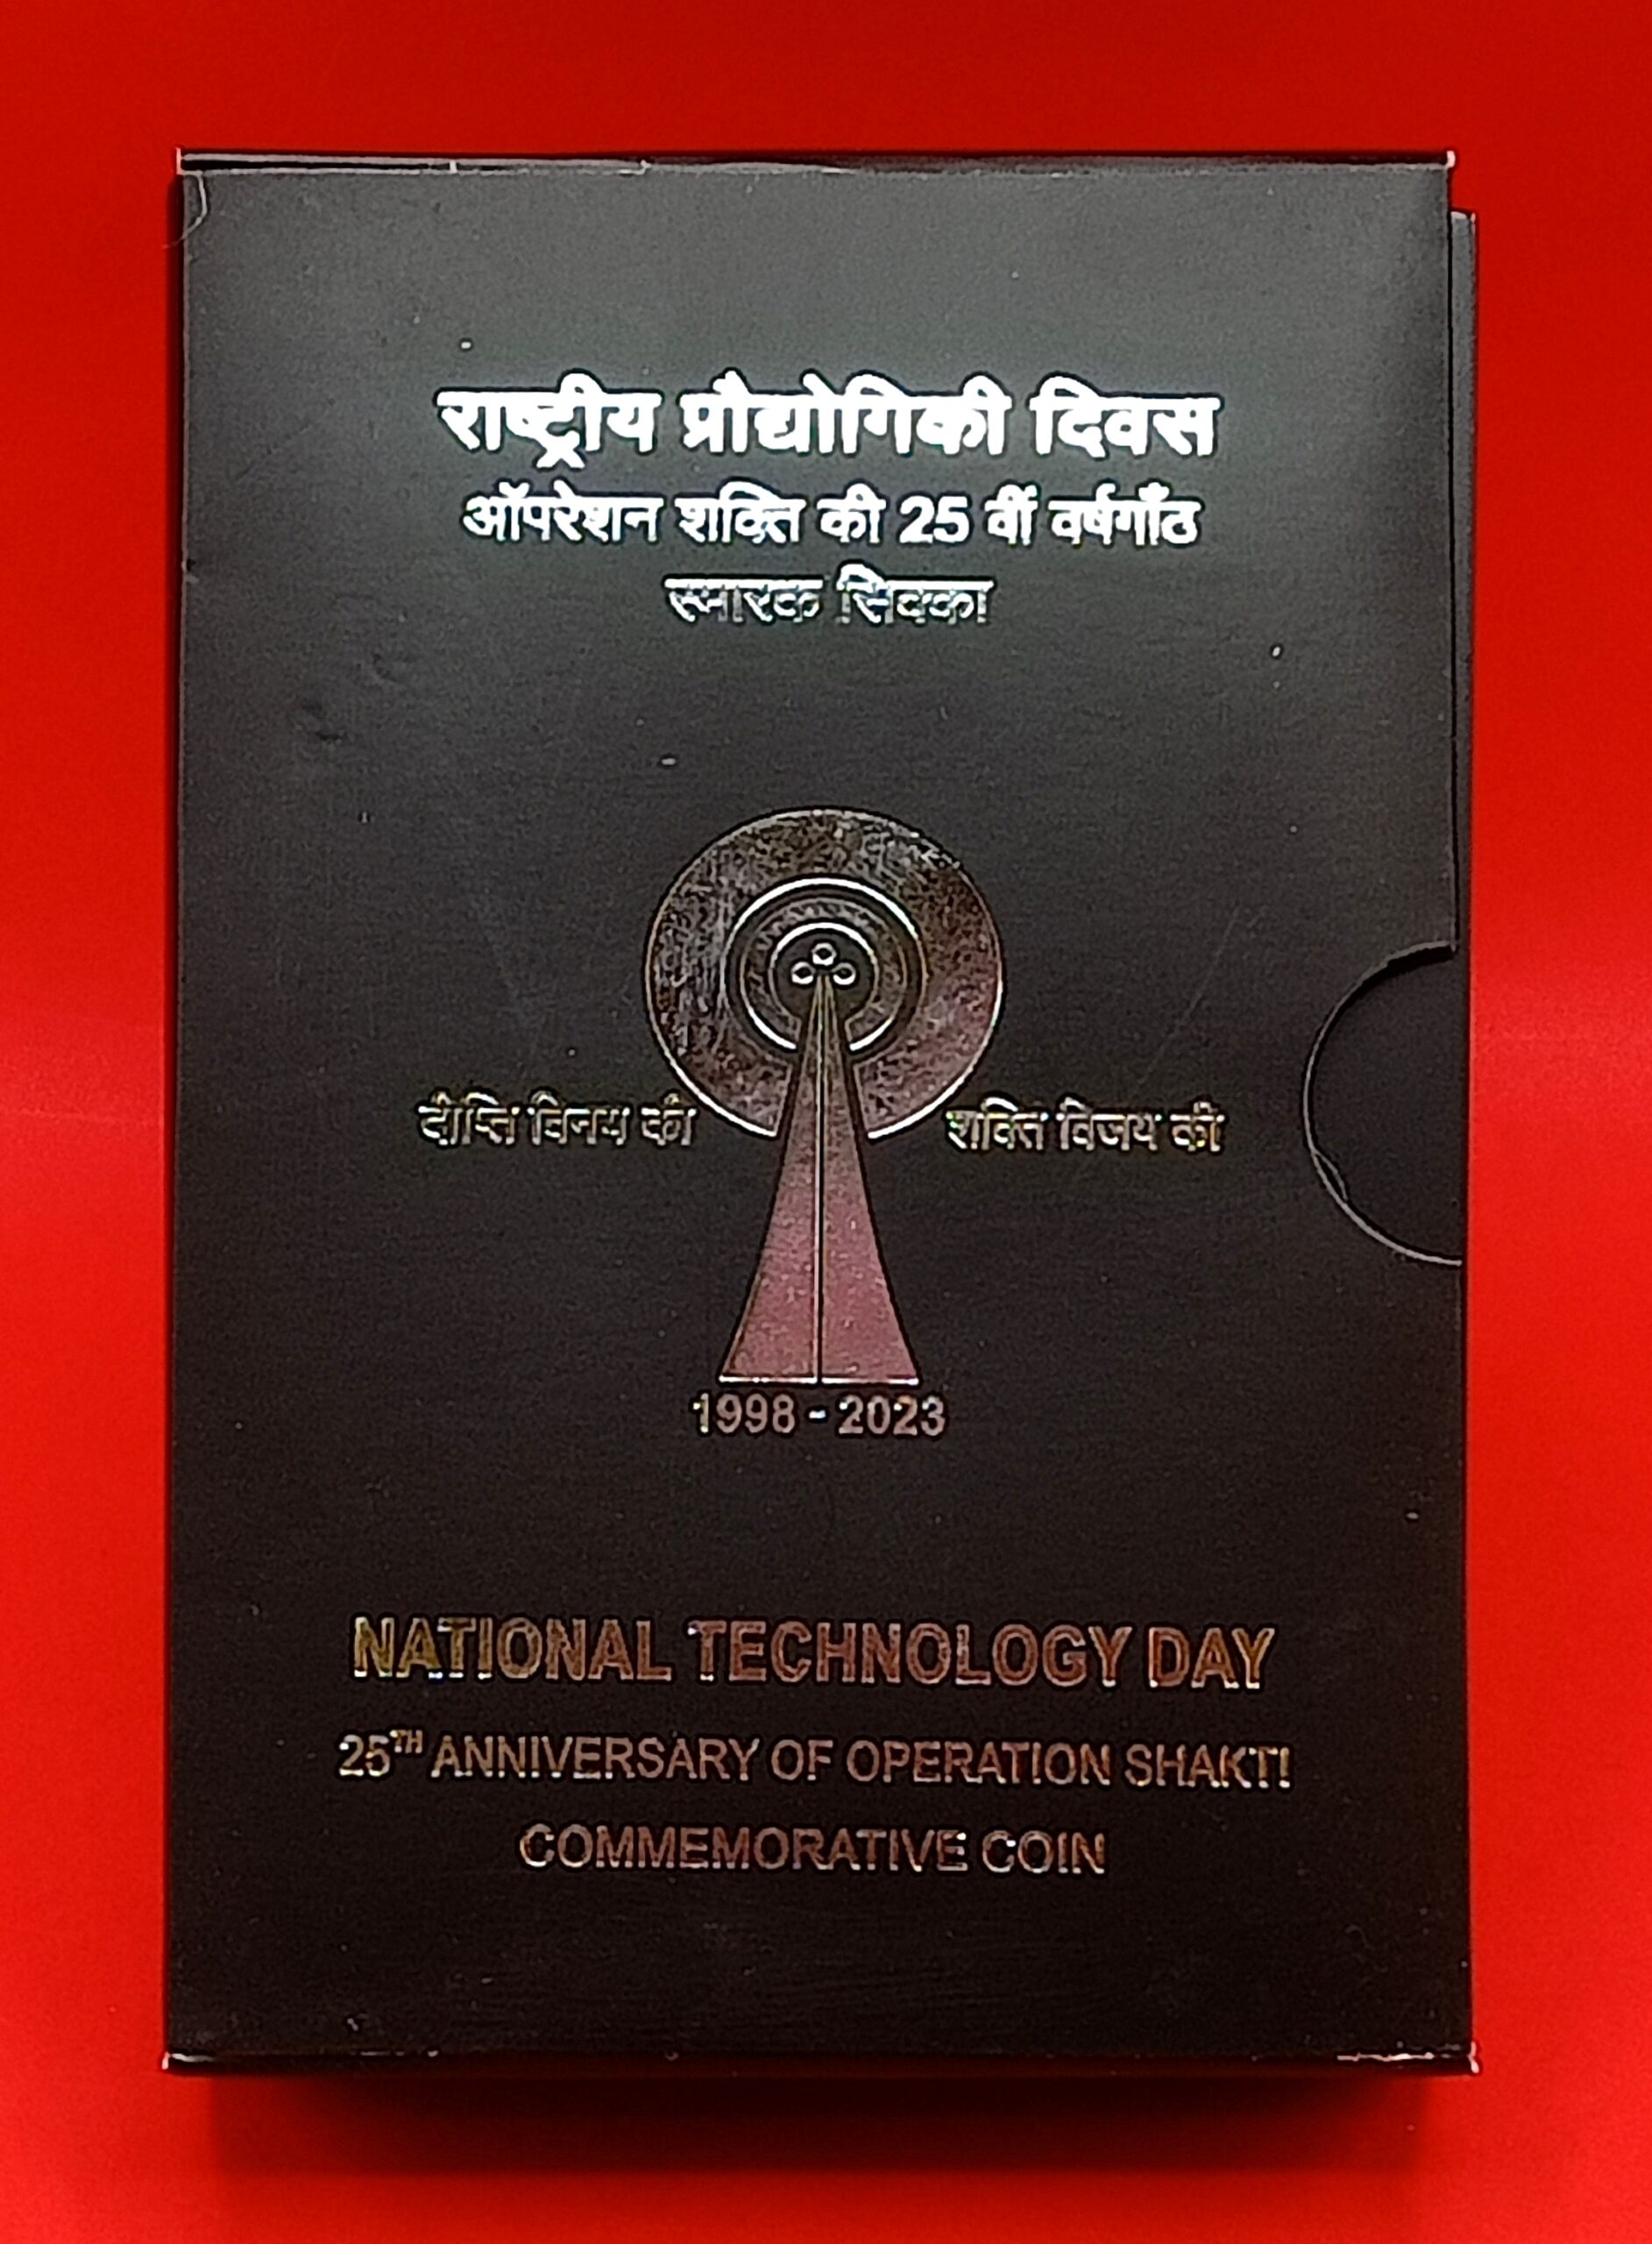 राष्ट्रीय प्रौद्योगिकी दिवस
ऑपरेशन शक्ति की 25 वीं वर्षगाँठ
स्मारक सिक्का
दीप्ति विनय की शक्ति विजय की
1998 - 2023
NATIONAL TECHNOLOGY DAY
25TH ANNIVERSARY OF OPERATION SHAKTI
COMMEMORATIVE COIN